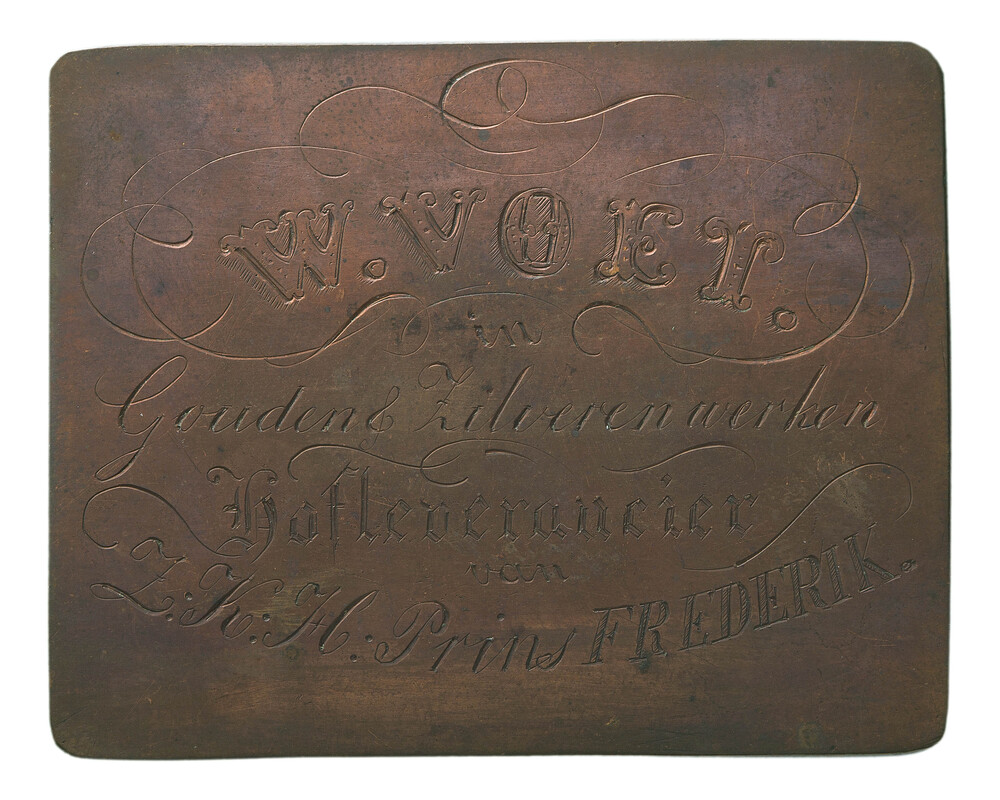 W. VOET.
in
Gouden & Zilveren werken
Hofleverancier
van
Z:K:H: Prins FREDERIK.